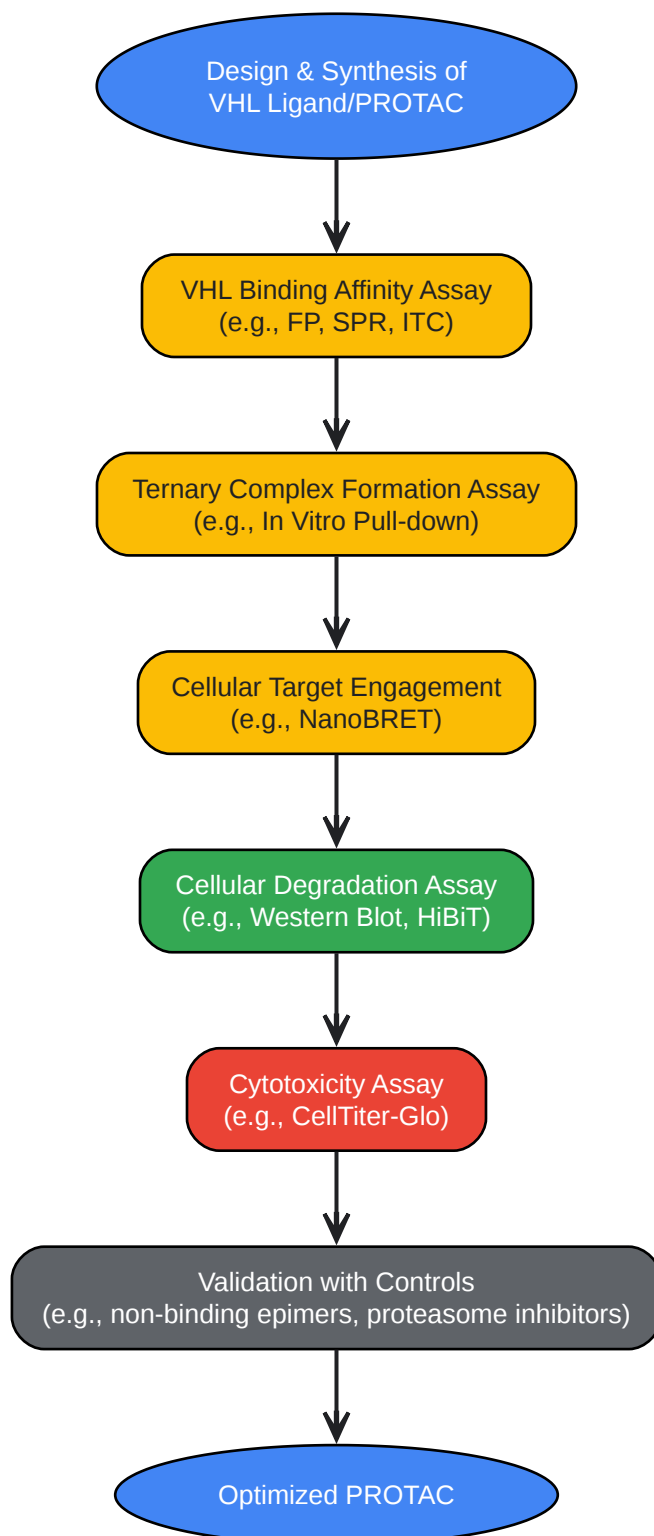 Design & Synthesis of
VHL Ligand/PROTAC
VHL Binding Affinity Assay
(e.g., FP, SPR, ITC)
Ternary Complex Formation Assay
(e.g., In Vitro Pull-down)
Cellular Target Engagement
(e.g., NanoBRET)
Cellular Degradation Assay
(e.g., Western Blot, HiBiT)
Cytotoxicity Assay
(e.g., CellTiter-Glo)
Validation with Controls
(e.g., non-binding epimers, proteasome inhibitors)
Optimized PROTAC